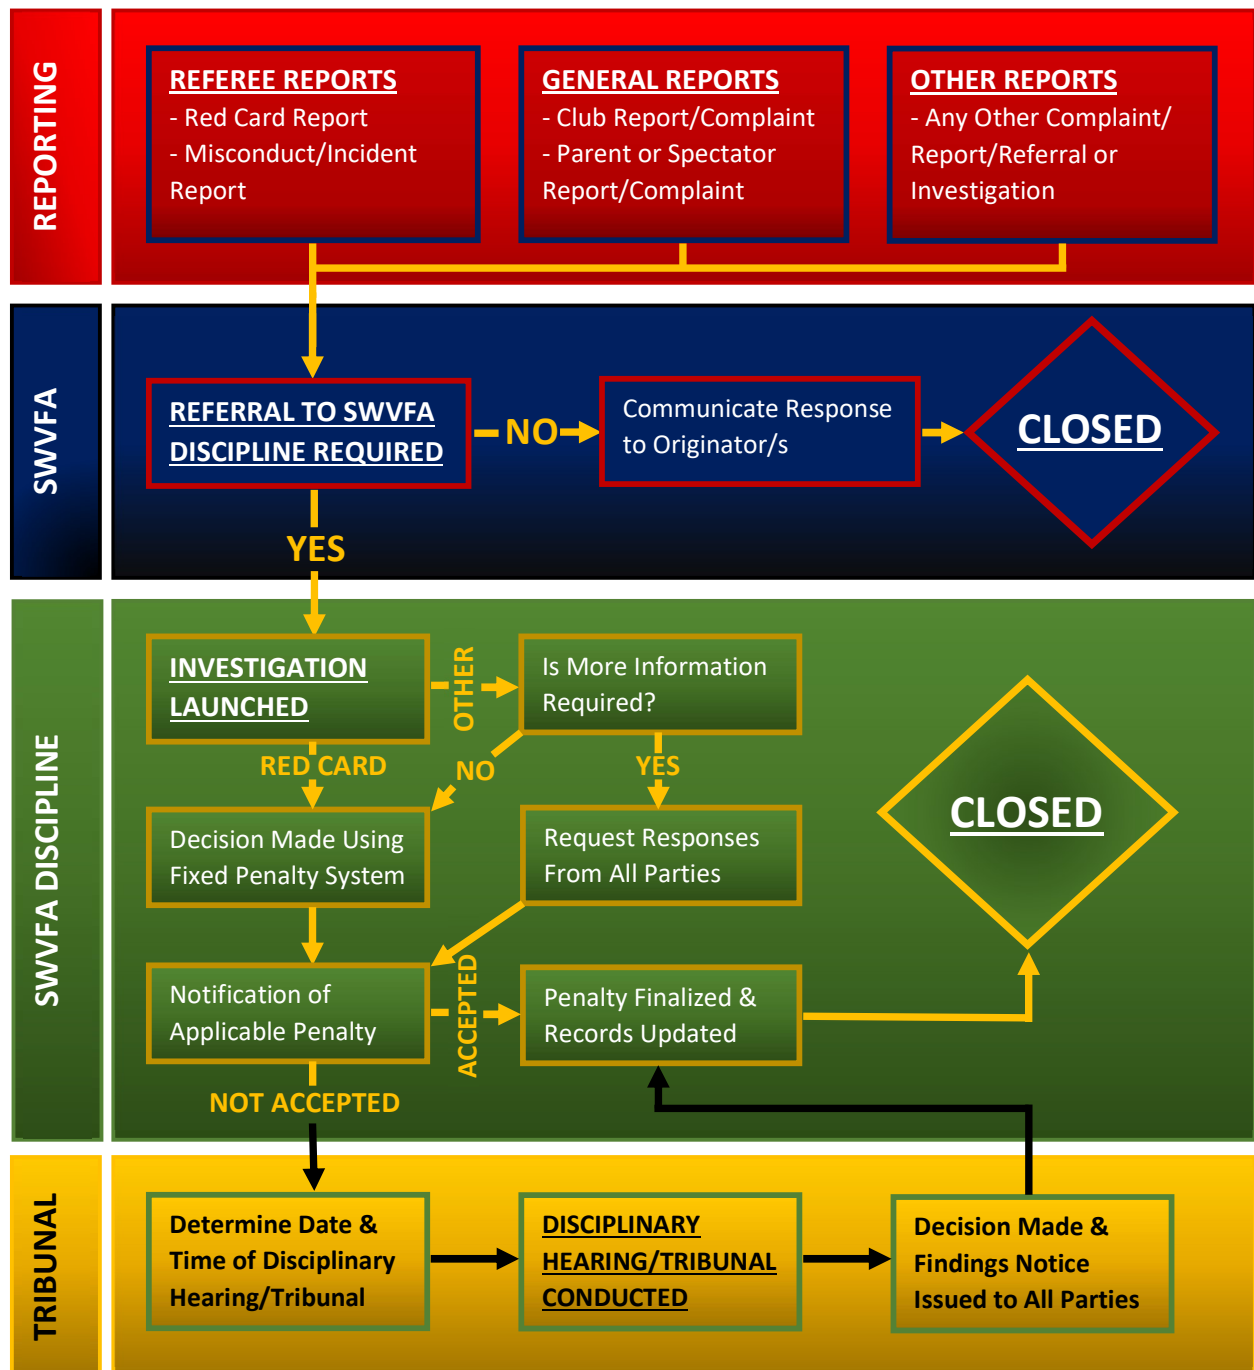 REPORTING
REFEREE REPORTS
- Red Card Report
- Misconduct/Incident
Report
GENERAL REPORTS
- Club Report/Complaint
- Parent or Spectator
Report/Complaint
OTHER REPORTS
- Any Other Complaint/
Report/Referral or
Investigation
SWVFA
REFERRAL TO SWVFA
DISCIPLINE REQUIRED
NO
Communicate Response
to Originator/s
CLOSED
YES
SWVFA DISCIPLINE
INVESTIGATION
LAUNCHED
OTHER
Is More Information
Required?
RED CARD
NO
YES
Decision Made Using
Fixed Penalty System
Request Responses
From All Parties
CLOSED
Notification of
Applicable Penalty
ACCEPTED
Penalty Finalized &
Records Updated
NOT ACCEPTED
TRIBUNAL
Determine Date &
Time of Disciplinary
Hearing/Tribunal
DISCIPLINARY
HEARING/TRIBUNAL
CONDUCTED
Decision Made &
Findings Notice
Issued to All Parties